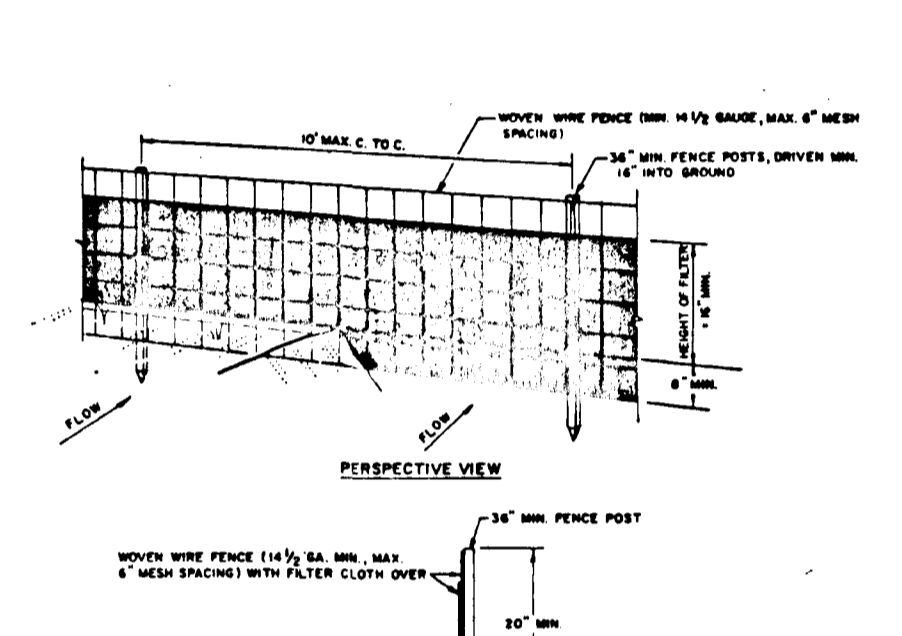 WOVEN WIRE FENCE (MIN. 14 1/2 GAUGE, MAX. 6" MESH
SPACING)
10' MAX. C. TO C.
36" MIN. FENCE POSTS, DRIVEN MIN.
16" INTO GROUND
HEIGHT OF FILTER
= 16" MIN.
8" MIN.
FLOW
FLOW
PERSPECTIVE VIEW
36" MIN. FENCE POST
WOVEN WIRE FENCE (14 1/2 GA. MIN., MAX.
6" MESH SPACING) WITH FILTER CLOTH OVER
20" MIN.